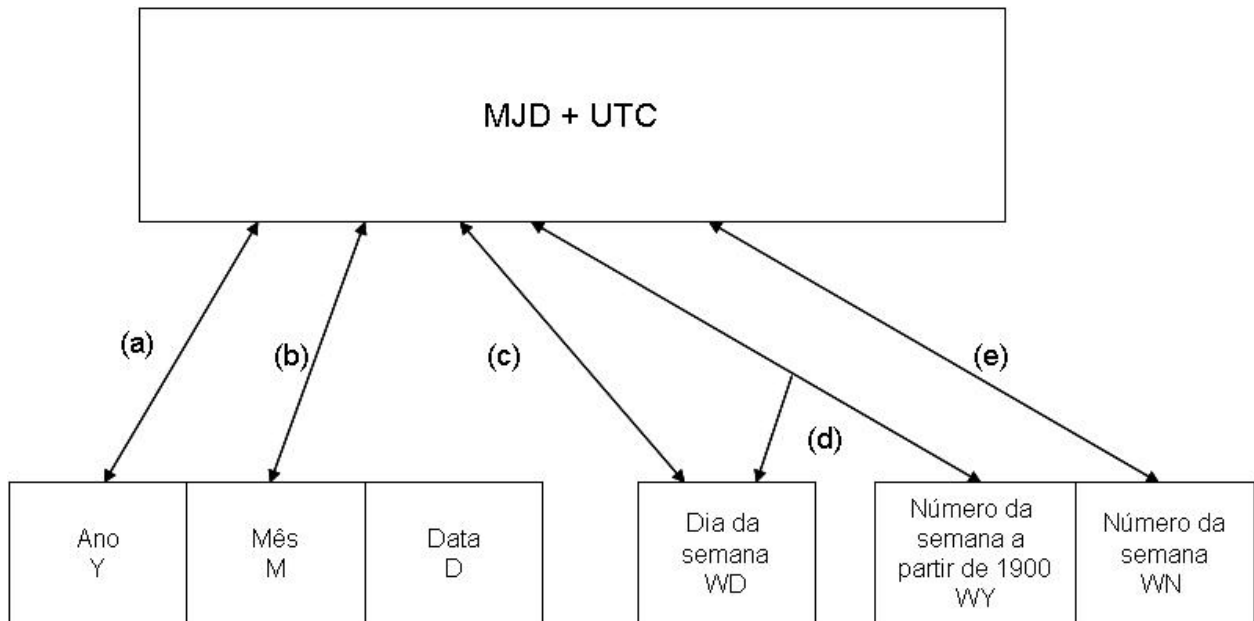 MJD + UTC
(a)
(b)
(c)
(d)
(e)
Ano
Y
Mês
M
Data
D
Dia da
semana
WD
Número da
semana a
partir de 1900
WY
Número da
semana
WN